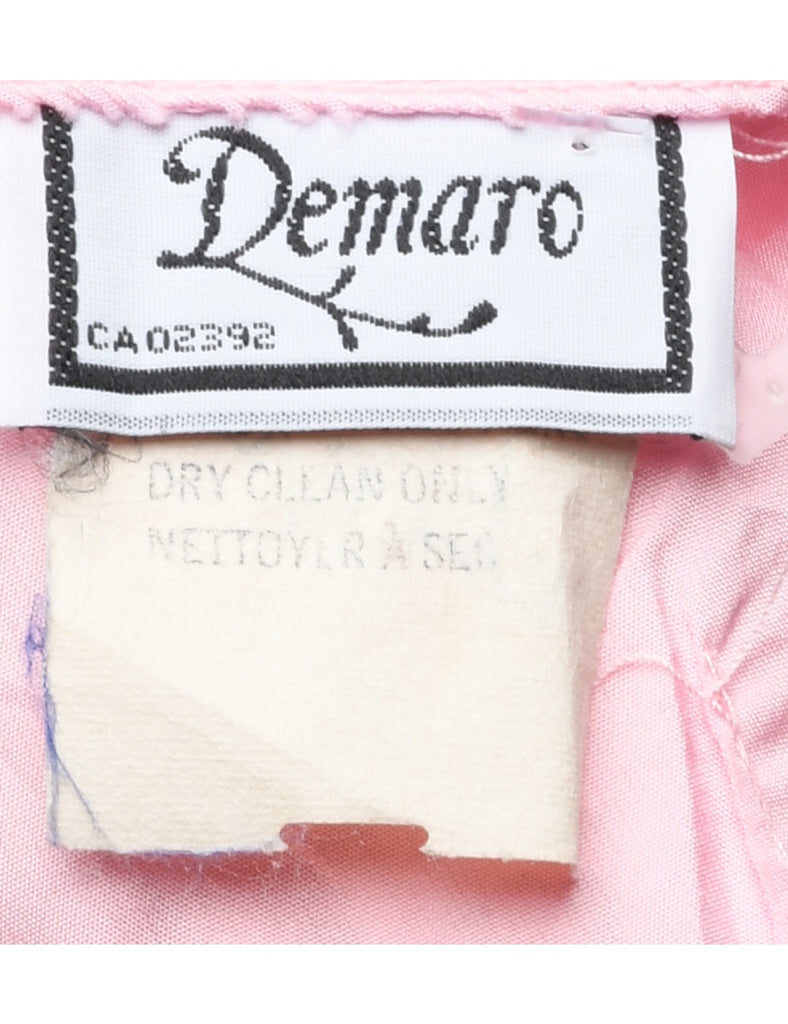 Demaro
CA02392
DRY CLEAN ONLY
NETTOYER À SEC